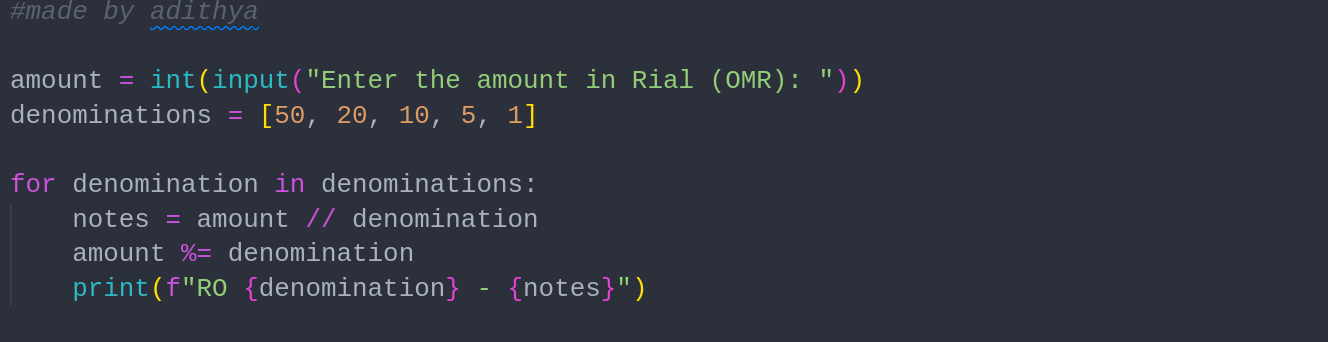 #made by adithya
amount = int(input("Enter the amount in Rial (OMR): "))
denominations = [50, 20, 10, 5, 1]
for denomination in denominations:
    notes = amount // denomination
    amount %= denomination
    print(f"RO {denomination} - {notes}")